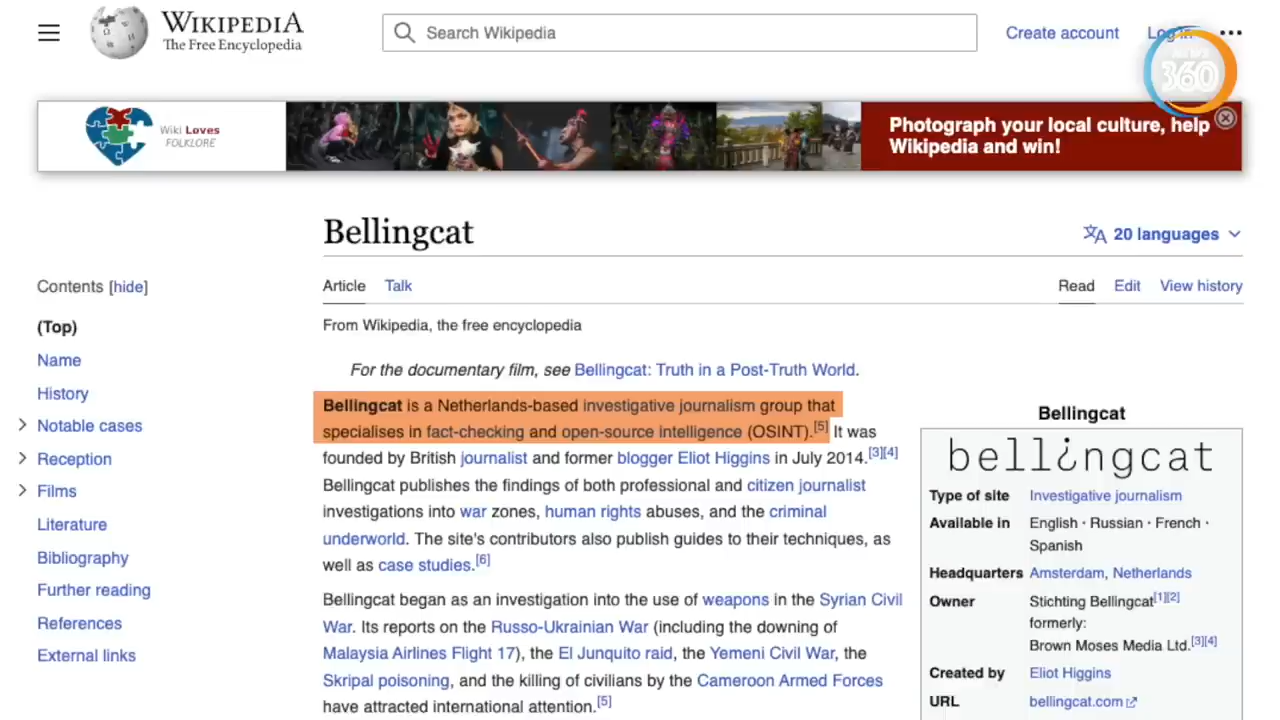 WIKIPEDIA
The Free Encyclopedia
Search Wikipedia
Create account
Log in
360
Wiki Loves
FOLKLORE
Photograph your local culture, help
Wikipedia and win!
Bellingcat
20 languages
Contents [hide]
(Top)
Name
History
Notable cases
Reception
Films
Literature
Bibliography
Further reading
References
External links
Article Talk
Read Edit View history
From Wikipedia, the free encyclopedia
For the documentary film, see Bellingcat: Truth in a Post-Truth World.
Bellingcat is a Netherlands-based investigative journalism group that
specialises in fact-checking and open-source intelligence (OSINT).[5] It was
founded by British journalist and former blogger Eliot Higgins in July 2014.[3][4]
Bellingcat publishes the findings of both professional and citizen journalist
investigations into war zones, human rights abuses, and the criminal
underworld. The site's contributors also publish guides to their techniques, as
well as case studies.[6]
Bellingcat began as an investigation into the use of weapons in the Syrian Civil
War. Its reports on the Russo-Ukrainian War (including the downing of
Malaysia Airlines Flight 17), the El Junquito raid, the Yemeni Civil War, the
Skripal poisoning, and the killing of civilians by the Cameroon Armed Forces
have attracted international attention.[5]
Bellingcat
bell¿ngcat
Type of site Investigative journalism
Available in English · Russian · French ·
Spanish
Headquarters Amsterdam, Netherlands
Owner Stichting Bellingcat[1][2]
formerly:
Brown Moses Media Ltd.[3][4]
Created by Eliot Higgins
URL bellingcat.com